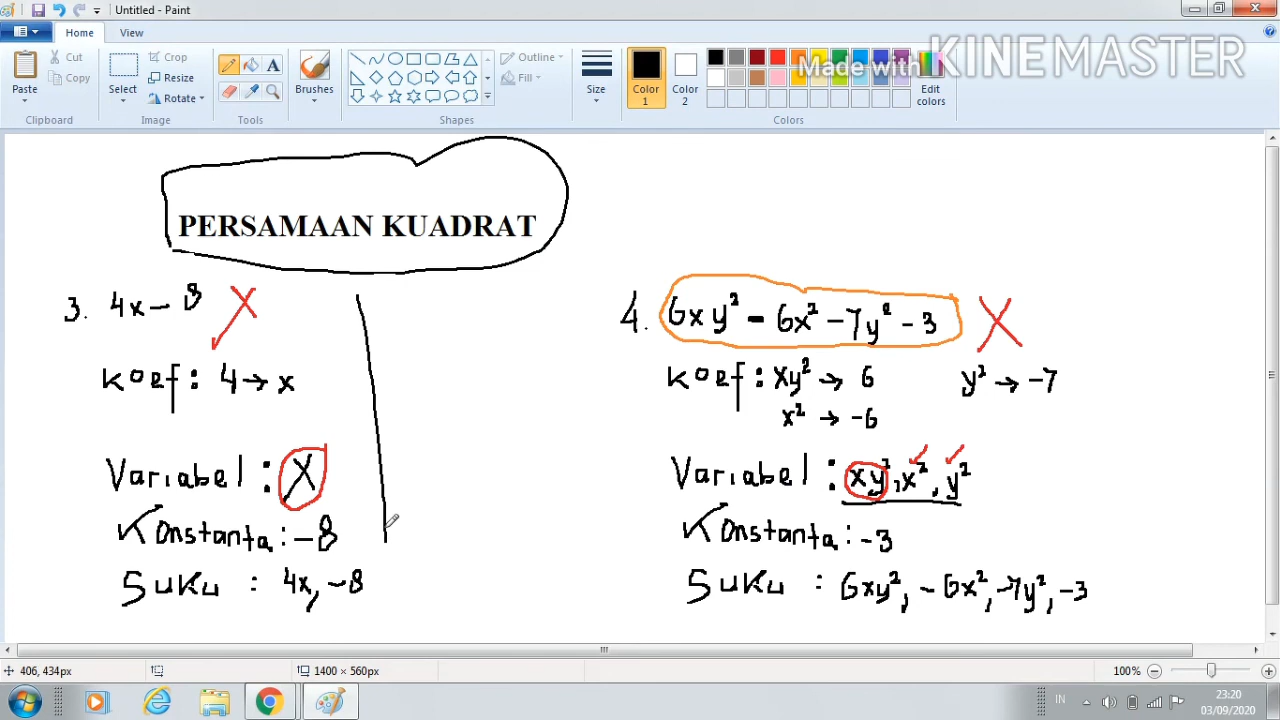 Untitled - Paint
Home
View
Paste
Cut
Copy
Clipboard
Select
Crop
Resize
Rotate
Image
Tools
Brushes
Shapes
Outline
Fill
Size
Color 1
Color 2
Edit colors
Colors
Made with KINEMASTER
PERSAMAAN KUADRAT
3. 4x - 8 X
Koef : 4 → x
Variabel : X
Konstanta : -8
Suku : 4x, -8
4. 6xy² - 6x² - 7y² - 3 X
Koef : xy² → 6 y² → -7
x² → -6
Variabel : xy², x², y²
Konstanta : -3
Suku : 6xy², -6x², -7y², -3
406, 434px
1400 × 560px
100%
IN
23:20
03/09/2020